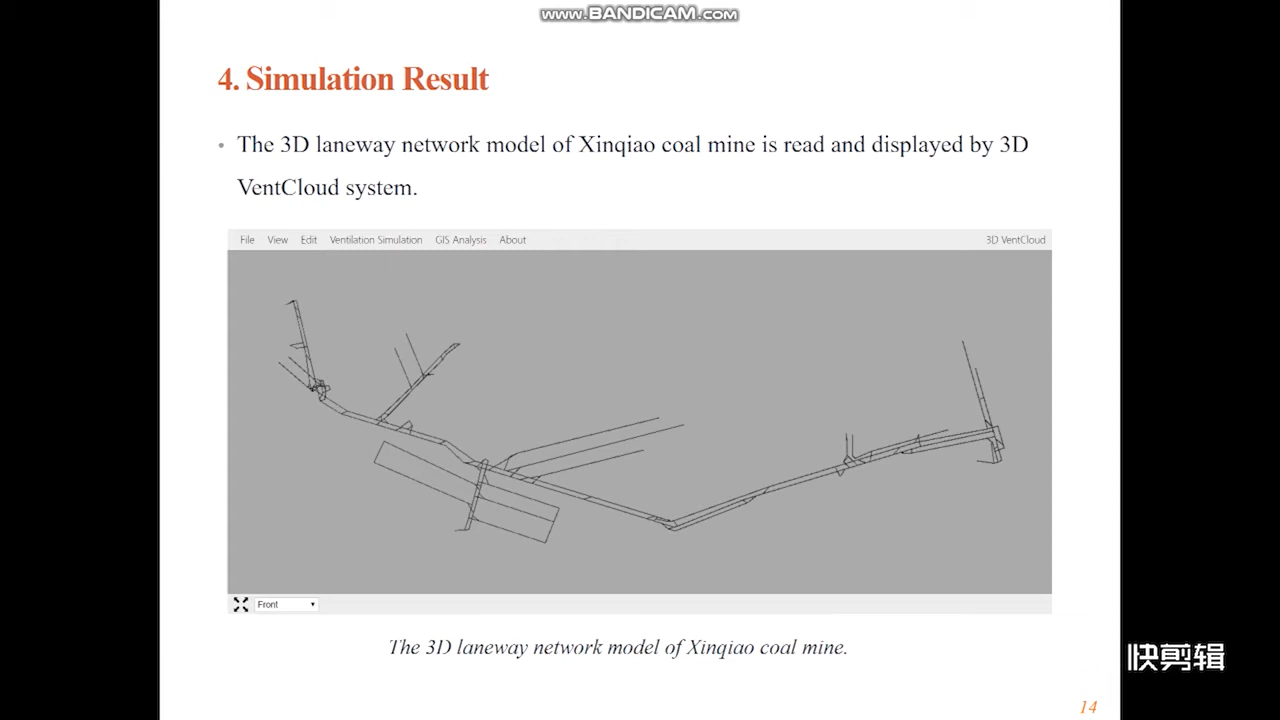 www.BANDICAM.com
4. Simulation Result
• The 3D laneway network model of Xinqiao coal mine is read and displayed by 3D
VentCloud system.
File View Edit Ventilation Simulation GIS Analysis About 3D VentCloud
Front
The 3D laneway network model of Xinqiao coal mine.
快剪辑
14